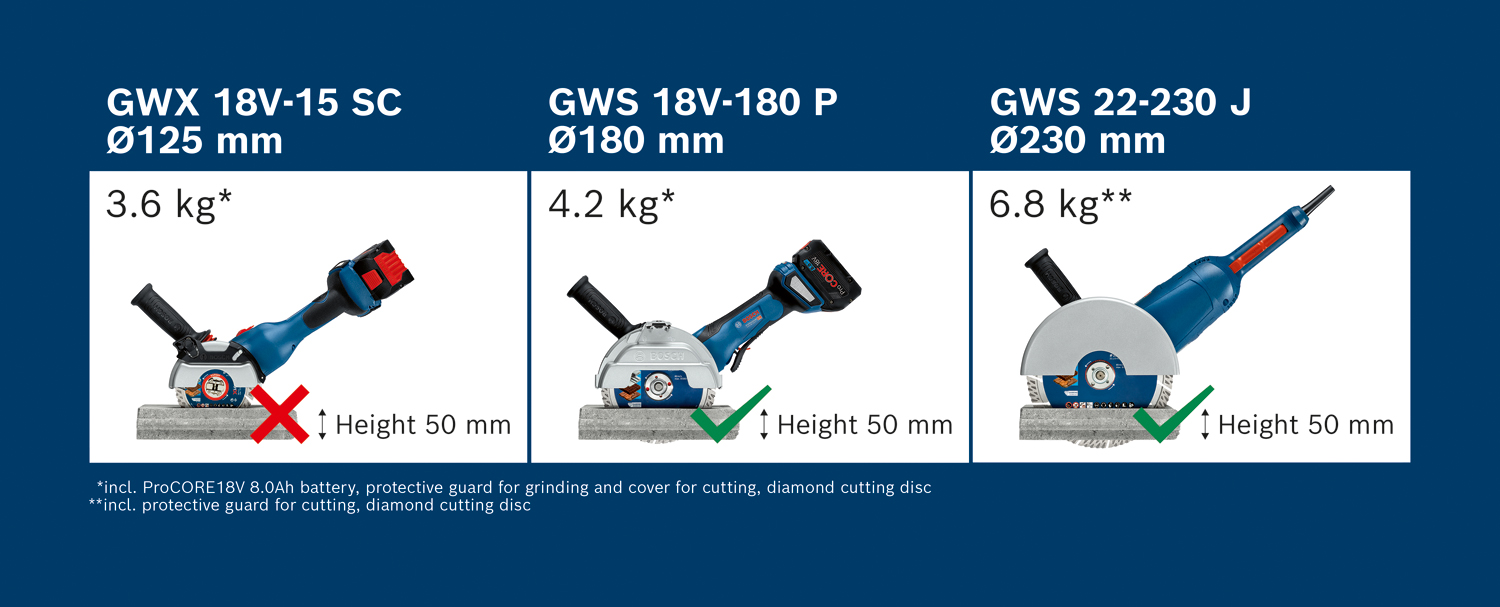 GWX 18V-15 SC
Ø125 mm
GWS 18V-180 P
Ø180 mm
GWS 22-230 J
Ø230 mm
3.6 kg*
4.2 kg*
6.8 kg**
ProCORE18V
BOSCH
BOSCH
Height 50 mm
Height 50 mm
Height 50 mm
*incl. ProCORE18V 8.0Ah battery, protective guard for grinding and cover for cutting, diamond cutting disc
**incl. protective guard for cutting, diamond cutting disc